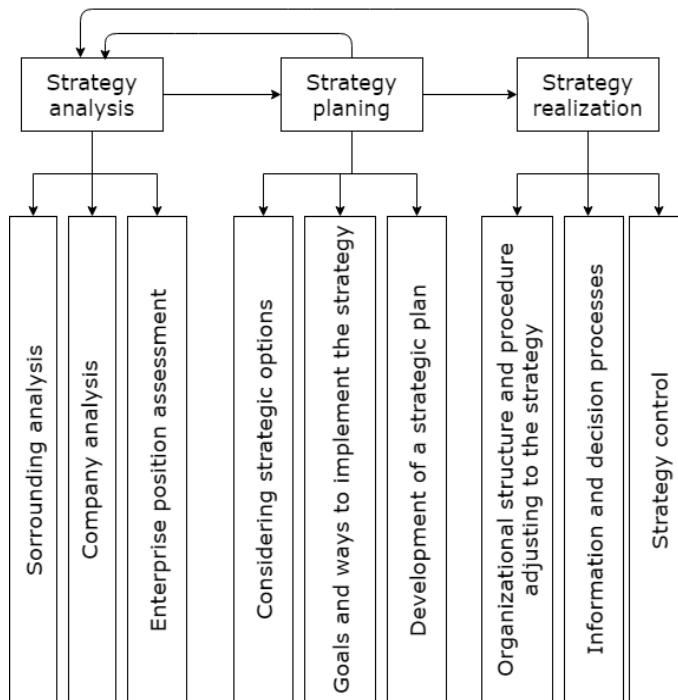 Strategy
analysis
Strategy
planing
Strategy
realization
Sorrounding analysis
Company analysis
Enterprise position assessment
Considering strategic options
Goals and ways to implement the strategy
Development of a strategic plan
Organizational structure and procedure
adjusting to the strategy
Information and decision processes
Strategy control